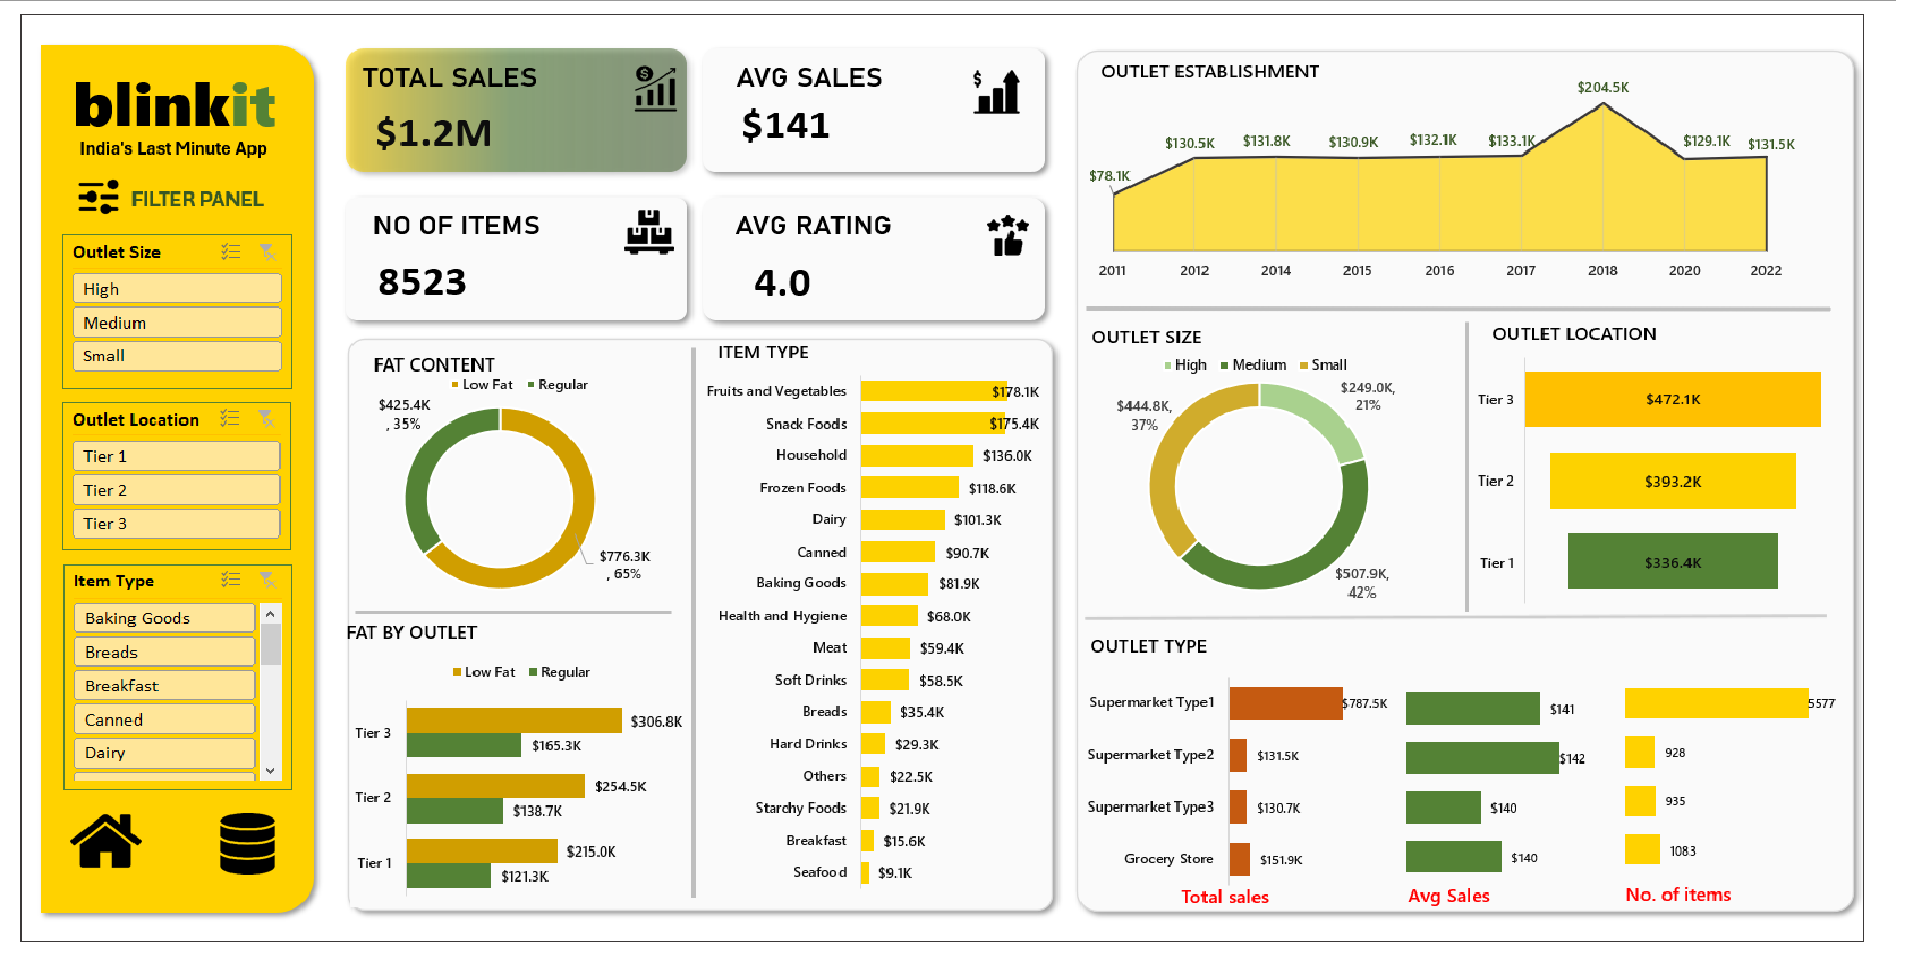 blinkit
India's Last Minute App
FILTER PANEL
Outlet Size
High
Medium
Small
Outlet Location
Tier 1
Tier 2
Tier 3
Item Type
Baking Goods
Breads
Breakfast
Canned
Dairy
TOTAL SALES
$1.2M
AVG SALES
$141
NO OF ITEMS
8523
AVG RATING
4.0
FAT CONTENT
Low Fat Regular
$425.4K
, 35%
$776.3K
, 65%
FAT BY OUTLET
Low Fat Regular
Tier 3 $306.8K
$165.3K
Tier 2 $254.5K
$138.7K
Tier 1 $215.0K
$121.3K
ITEM TYPE
Fruits and Vegetables $178.1K
Snack Foods $175.4K
Household $136.0K
Frozen Foods $118.6K
Dairy $101.3K
Canned $90.7K
Baking Goods $81.9K
Health and Hygiene $68.0K
Meat $59.4K
Soft Drinks $58.5K
Breads $35.4K
Hard Drinks $29.3K
Others $22.5K
Starchy Foods $21.9K
Breakfast $15.6K
Seafood $9.1K
OUTLET ESTABLISHMENT
$78.1K $130.5K $131.8K $130.9K $132.1K $133.1K $204.5K $129.1K $131.5K
2011 2012 2014 2015 2016 2017 2018 2020 2022
OUTLET SIZE
High Medium Small
$249.0K,
21%
$444.8K,
37%
$507.9K,
42%
OUTLET LOCATION
Tier 3 $472.1K
Tier 2 $393.2K
Tier 1 $336.4K
OUTLET TYPE
Supermarket Type1 $787.5K $141 5577
Supermarket Type2 $131.5K $142 928
Supermarket Type3 $130.7K $140 935
Grocery Store $151.9K $140 1083
Total sales Avg Sales No. of items